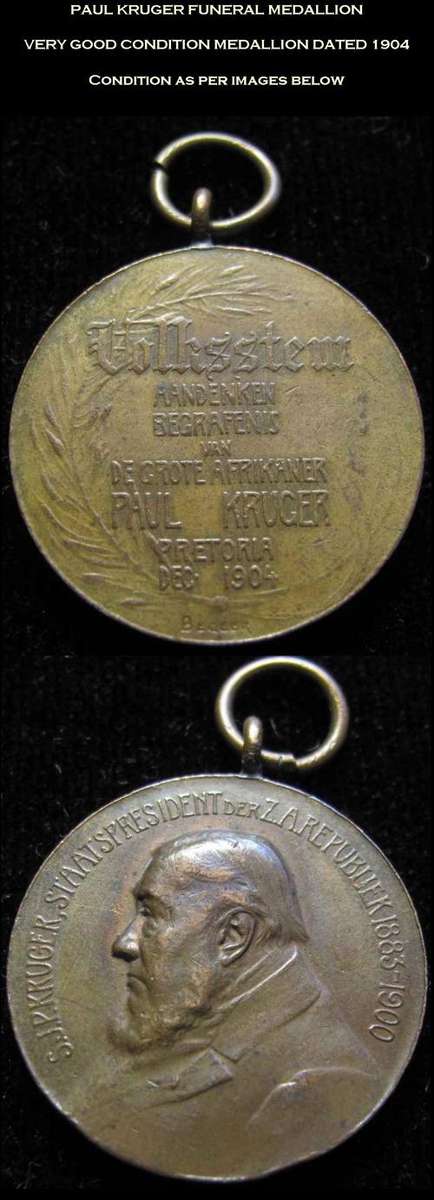 PAUL KRUGER FUNERAL MEDALLION
VERY GOOD CONDITION MEDALLION DATED 1904
CONDITION AS PER IMAGES BELOW
Volksstem
AANDENKEN
BEGRAFENIS
VAN
DE GROTE AFRIKANER
PAUL KRUGER
PRETORIA
DEC 1904
S.J.P. KRUGER, STAATSPRESIDENT DER Z.A. REPUBLIEK 1883-1900